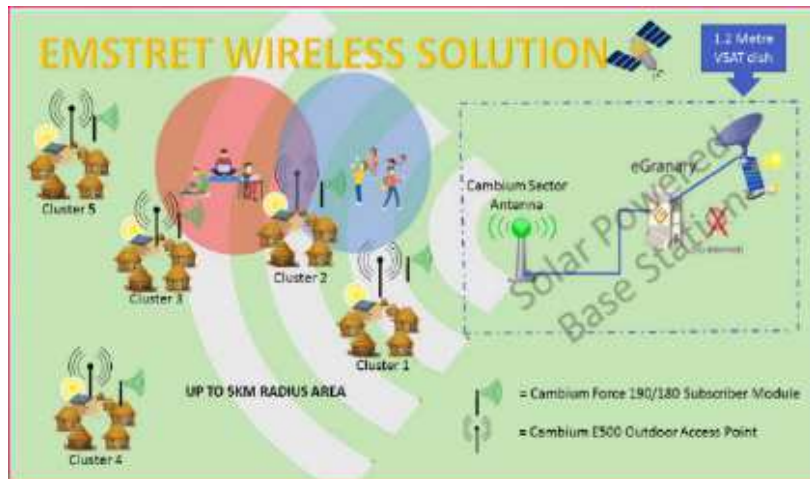 EMSTRET WIRELESS SOLUTION
1.2 Metre
VSAT dish
eGranary
Cambium Sector
Antenna
Solar Powered
Base Station
Cluster 5
Cluster 3
Cluster 2
Cluster 1
Cluster 4
UP TO 5KM RADIUS AREA
= Cambium Force 190/180 Subscriber Module
= Cambium E500 Outdoor Access Point